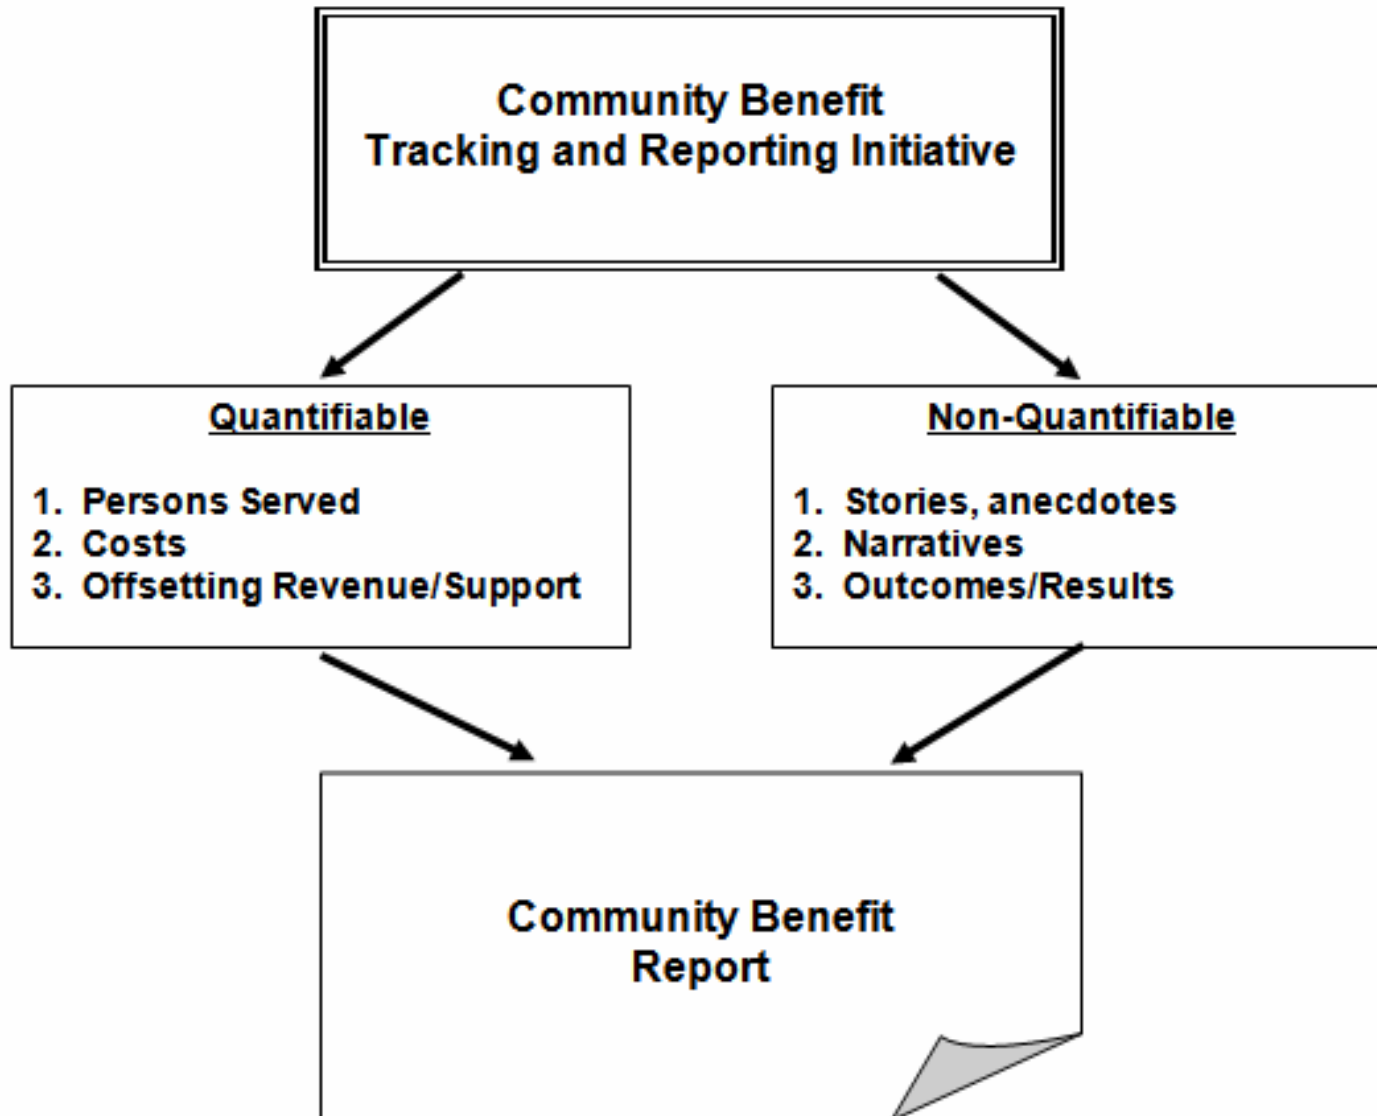 Community Benefit
Tracking and Reporting Initiative
Quantifiable
1. Persons Served
2. Costs
3. Offsetting Revenue/Support
Non-Quantifiable
1. Stories, anecdotes
2. Narratives
3. Outcomes/Results
Community Benefit
Report